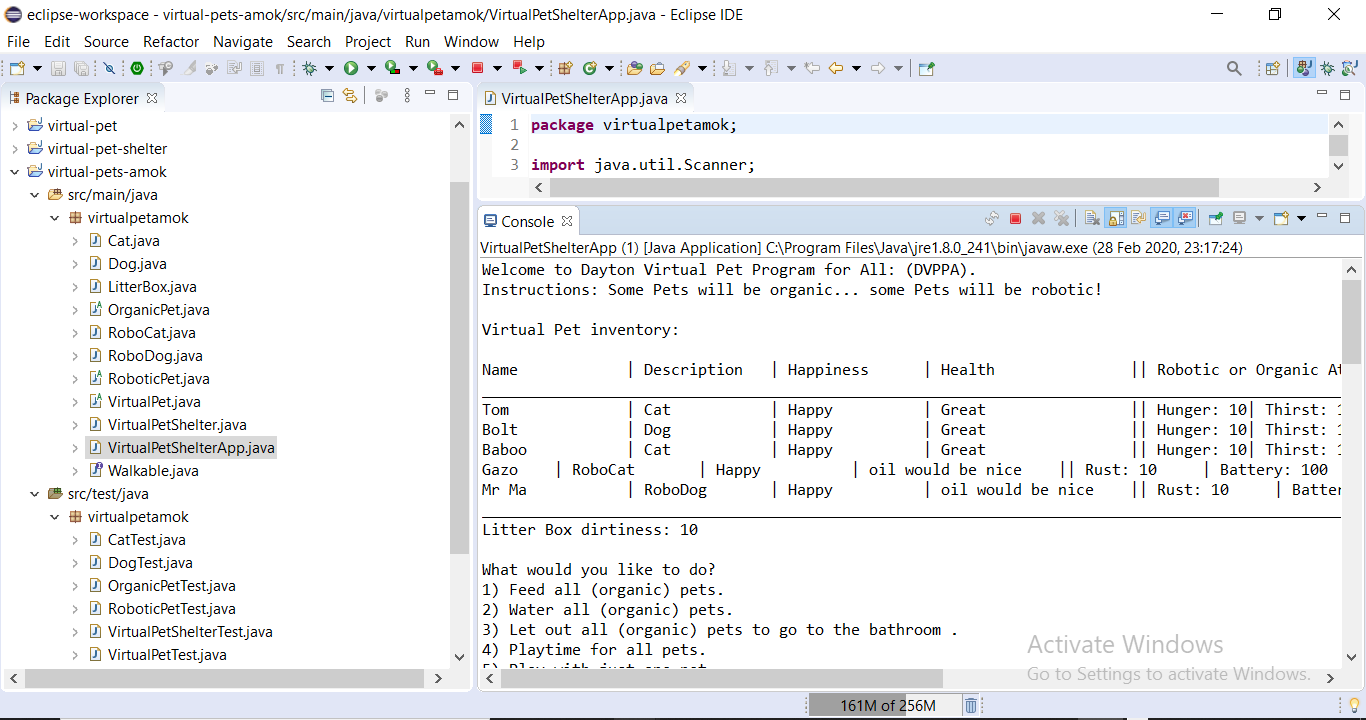 eclipse-workspace - virtual-pets-amok/src/main/java/virtualpetamok/VirtualPetShelterApp.java - Eclipse IDE
File Edit Source Refactor Navigate Search Project Run Window Help
Package Explorer
virtual-pet
virtual-pet-shelter
virtual-pets-amok
src/main/java
virtualpetamok
Cat.java
Dog.java
LitterBox.java
OrganicPet.java
RoboCat.java
RoboDog.java
RoboticPet.java
VirtualPet.java
VirtualPetShelter.java
VirtualPetShelterApp.java
Walkable.java
src/test/java
virtualpetamok
CatTest.java
DogTest.java
OrganicPetTest.java
RoboticPetTest.java
VirtualPetShelterTest.java
VirtualPetTest.java
VirtualPetShelterApp.java
1 package virtualpetamok;
2
3 import java.util.Scanner;
Console
VirtualPetShelterApp (1) [Java Application] C:\Program Files\Java\jre1.8.0_241\bin\javaw.exe (28 Feb 2020, 23:17:24)
Welcome to Dayton Virtual Pet Program for All: (DVPPA).
Instructions: Some Pets will be organic... some Pets will be robotic!
Virtual Pet inventory:
Name | Description | Happiness | Health || Robotic or Organic At
Tom | Cat | Happy | Great || Hunger: 10| Thirst: 1
Bolt | Dog | Happy | Great || Hunger: 10| Thirst: 1
Baboo | Cat | Happy | Great || Hunger: 10| Thirst: 1
Gazo | RoboCat | Happy | oil would be nice || Rust: 10 | Battery: 100
Mr Ma | RoboDog | Happy | oil would be nice || Rust: 10 | Batter
Litter Box dirtiness: 10
What would you like to do?
1) Feed all (organic) pets.
2) Water all (organic) pets.
3) Let out all (organic) pets to go to the bathroom .
4) Playtime for all pets.
5) Play with just one pet
Activate Windows
Go to Settings to activate Windows.
161M of 256M